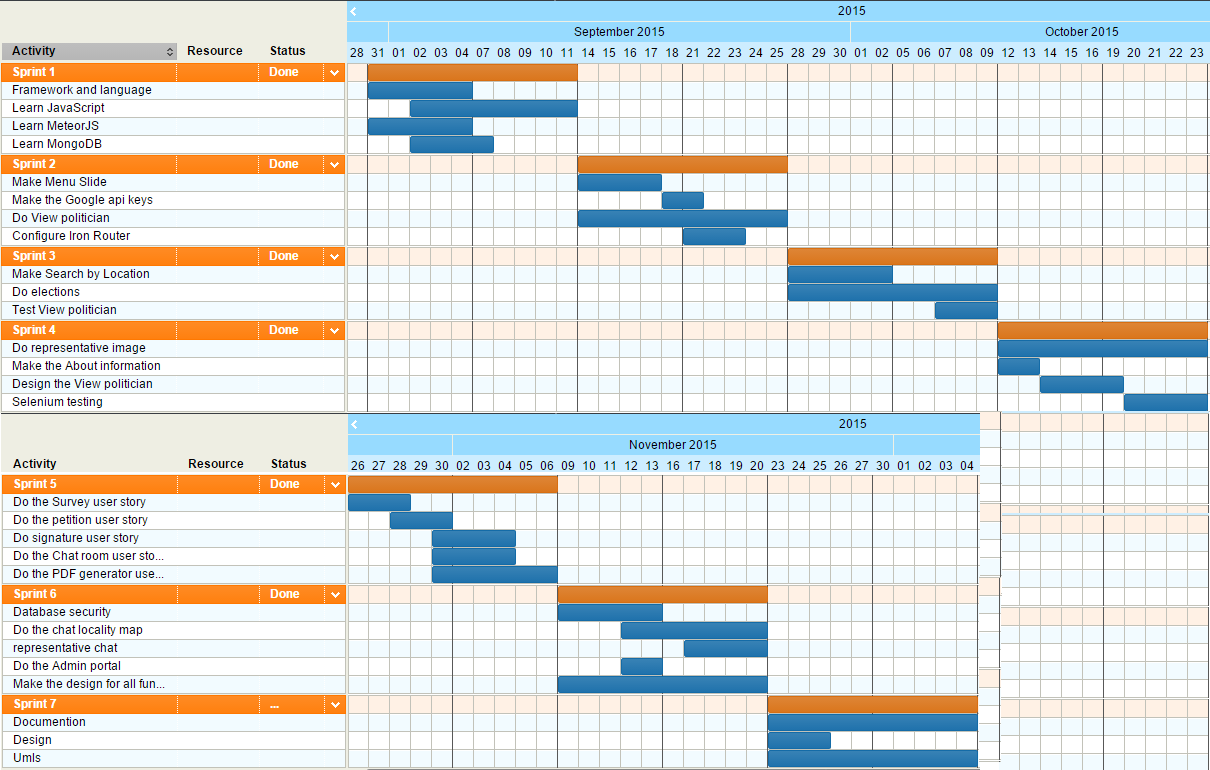 2015
September 2015 October 2015
Activity Resource Status 28 31 01 02 03 04 07 08 09 10 11 14 15 16 17 18 21 22 23 24 25 28 29 30 01 02 05 06 07 08 09 12 13 14 15 16 19 20 21 22 23
Sprint 1 Done
Framework and language
Learn JavaScript
Learn MeteorJS
Learn MongoDB
Sprint 2 Done
Make Menu Slide
Make the Google api keys
Do View politician
Configure Iron Router
Sprint 3 Done
Make Search by Location
Do elections
Test View politician
Sprint 4 Done
Do representative image
Make the About information
Design the View politician
Selenium testing
2015
November 2015
Activity Resource Status 26 27 28 29 30 02 03 04 05 06 09 10 11 12 13 16 17 18 19 20 23 24 25 26 27 30 01 02 03 04
Sprint 5 Done
Do the Survey user story
Do the petition user story
Do signature user story
Do the Chat room user sto...
Do the PDF generator use...
Sprint 6 Done
Database security
Do the chat locality map
representative chat
Do the Admin portal
Make the design for all fun...
Sprint 7 ...
Documention
Design
Umls